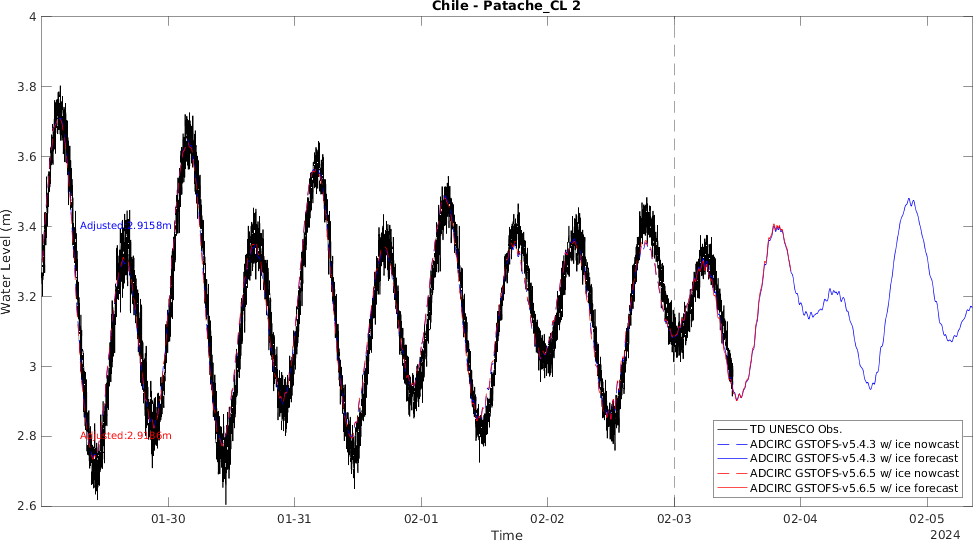 Chile - Patache_CL 2
4
3.8
3.6
3.4
3.2
3
2.8
2.6
Water Level (m)
Adjusted:2.9158m
TD UNESCO Obs.
ADCIRC GSTOFS-v5.4.3 w/ ice nowcast
ADCIRC GSTOFS-v5.4.3 w/ ice forecast
ADCIRC GSTOFS-v5.6.5 w/ ice nowcast
ADCIRC GSTOFS-v5.6.5 w/ ice forecast
01-30
01-31
02-01
02-02
02-03
02-04
02-05
Time
2024